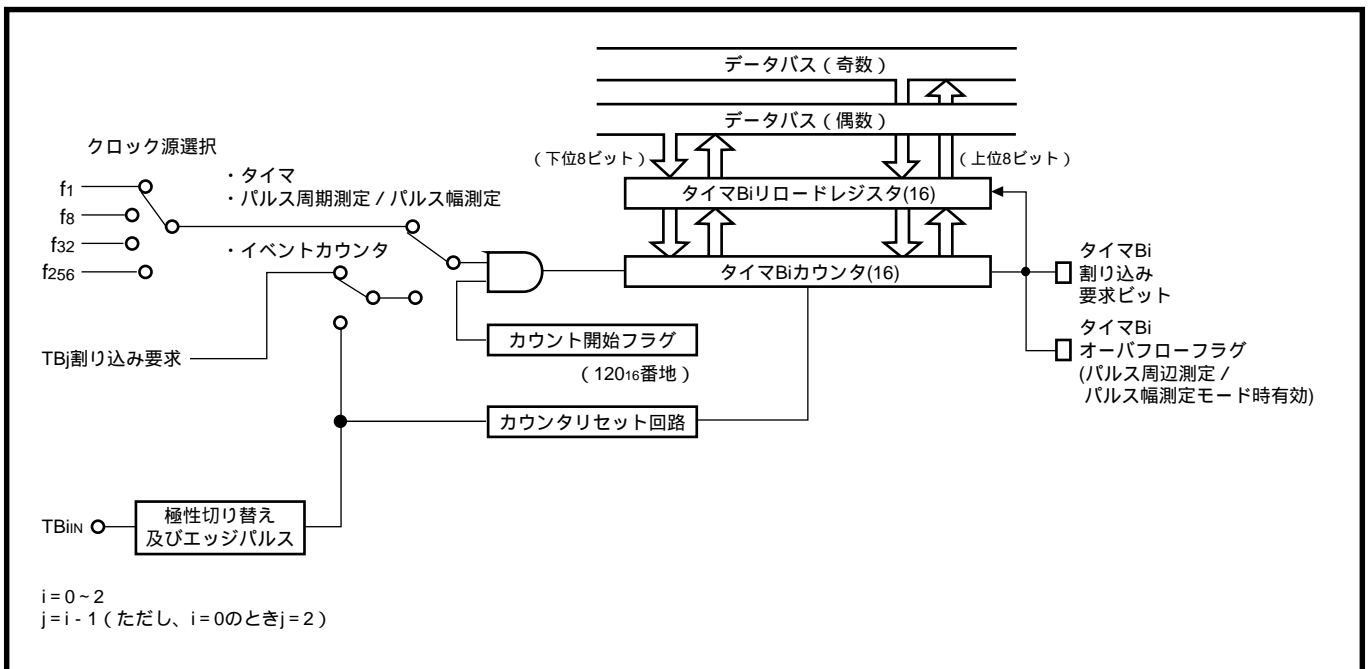 データバス（奇数）
データバス（偶数）
（下位8ビット）
（上位8ビット）
クロック源選択
f1
f8
f32
f256
・タイマ
・パルス周期測定 / パルス幅測定
・イベントカウンタ
タイマBiリロードレジスタ(16)
タイマBiカウンタ(16)
タイマBi
割り込み
要求ビット
タイマBi
オーバフローフラグ
(パルス周辺測定 /
パルス幅測定モード時有効)
TBj割り込み要求
カウント開始フラグ
（12016番地）
カウンタリセット回路
TBiIN
極性切り替え
及びエッジパルス
i = 0 ~ 2
j = i - 1（ただし、i = 0のときj = 2）